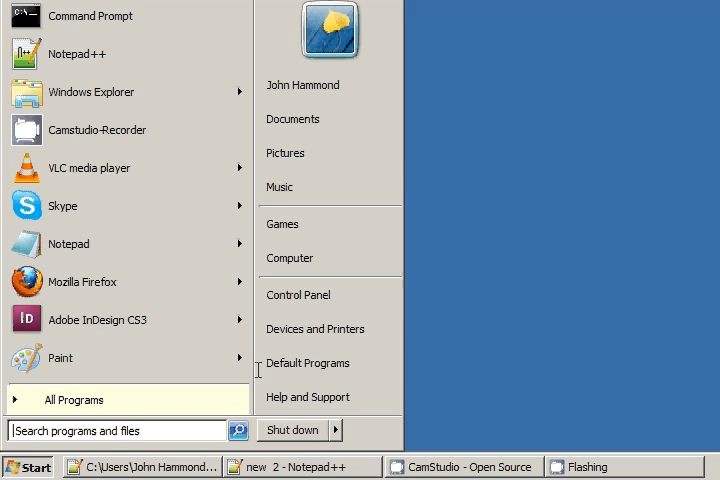 Command Prompt
Notepad++
Windows Explorer
Camstudio-Recorder
VLC media player
Skype
Notepad
Mozilla Firefox
Id
Adobe InDesign CS3
Paint
All Programs
Search programs and files
John Hammond
Documents
Pictures
Music
Games
Computer
Control Panel
Devices and Printers
Default Programs
Help and Support
Shut down
Start
C:\Users\John Hammond...
new 2 - Notepad++
CamStudio - Open Source
Flashing